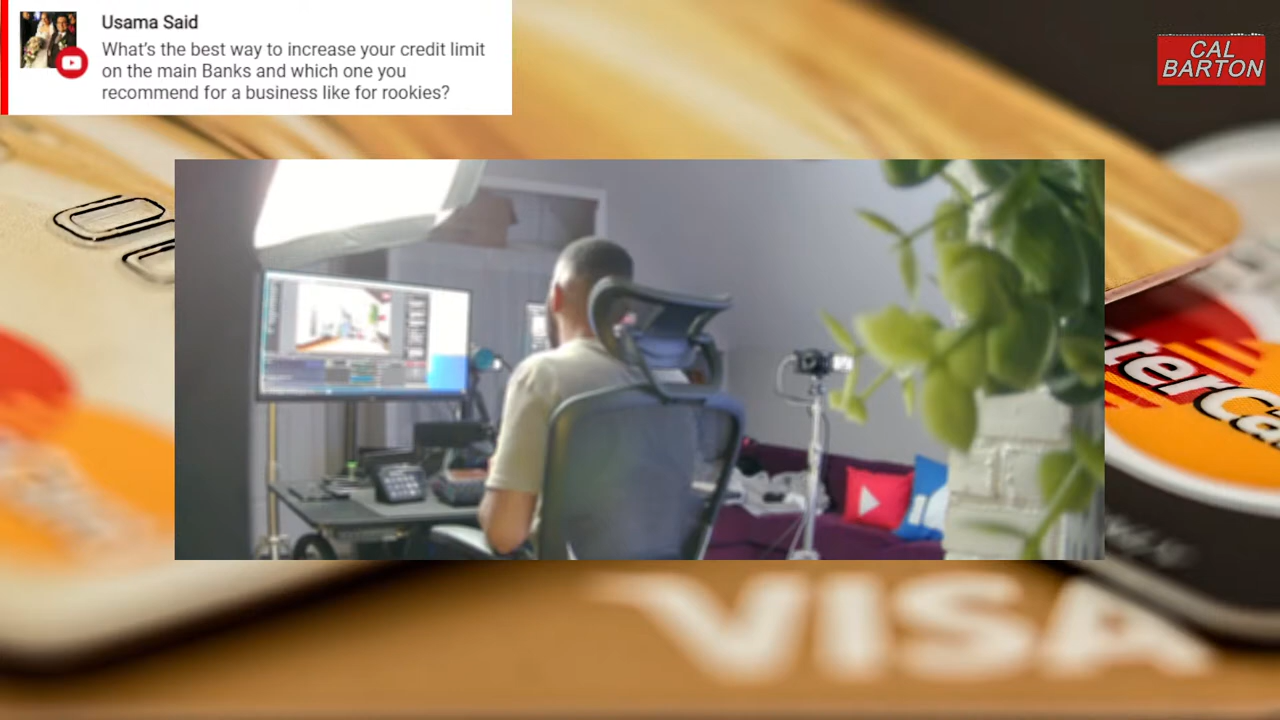 Usama Said
What's the best way to increase your credit limit
on the main Banks and which one you
recommend for a business like for rookies?
CAL
BARTON
VISA